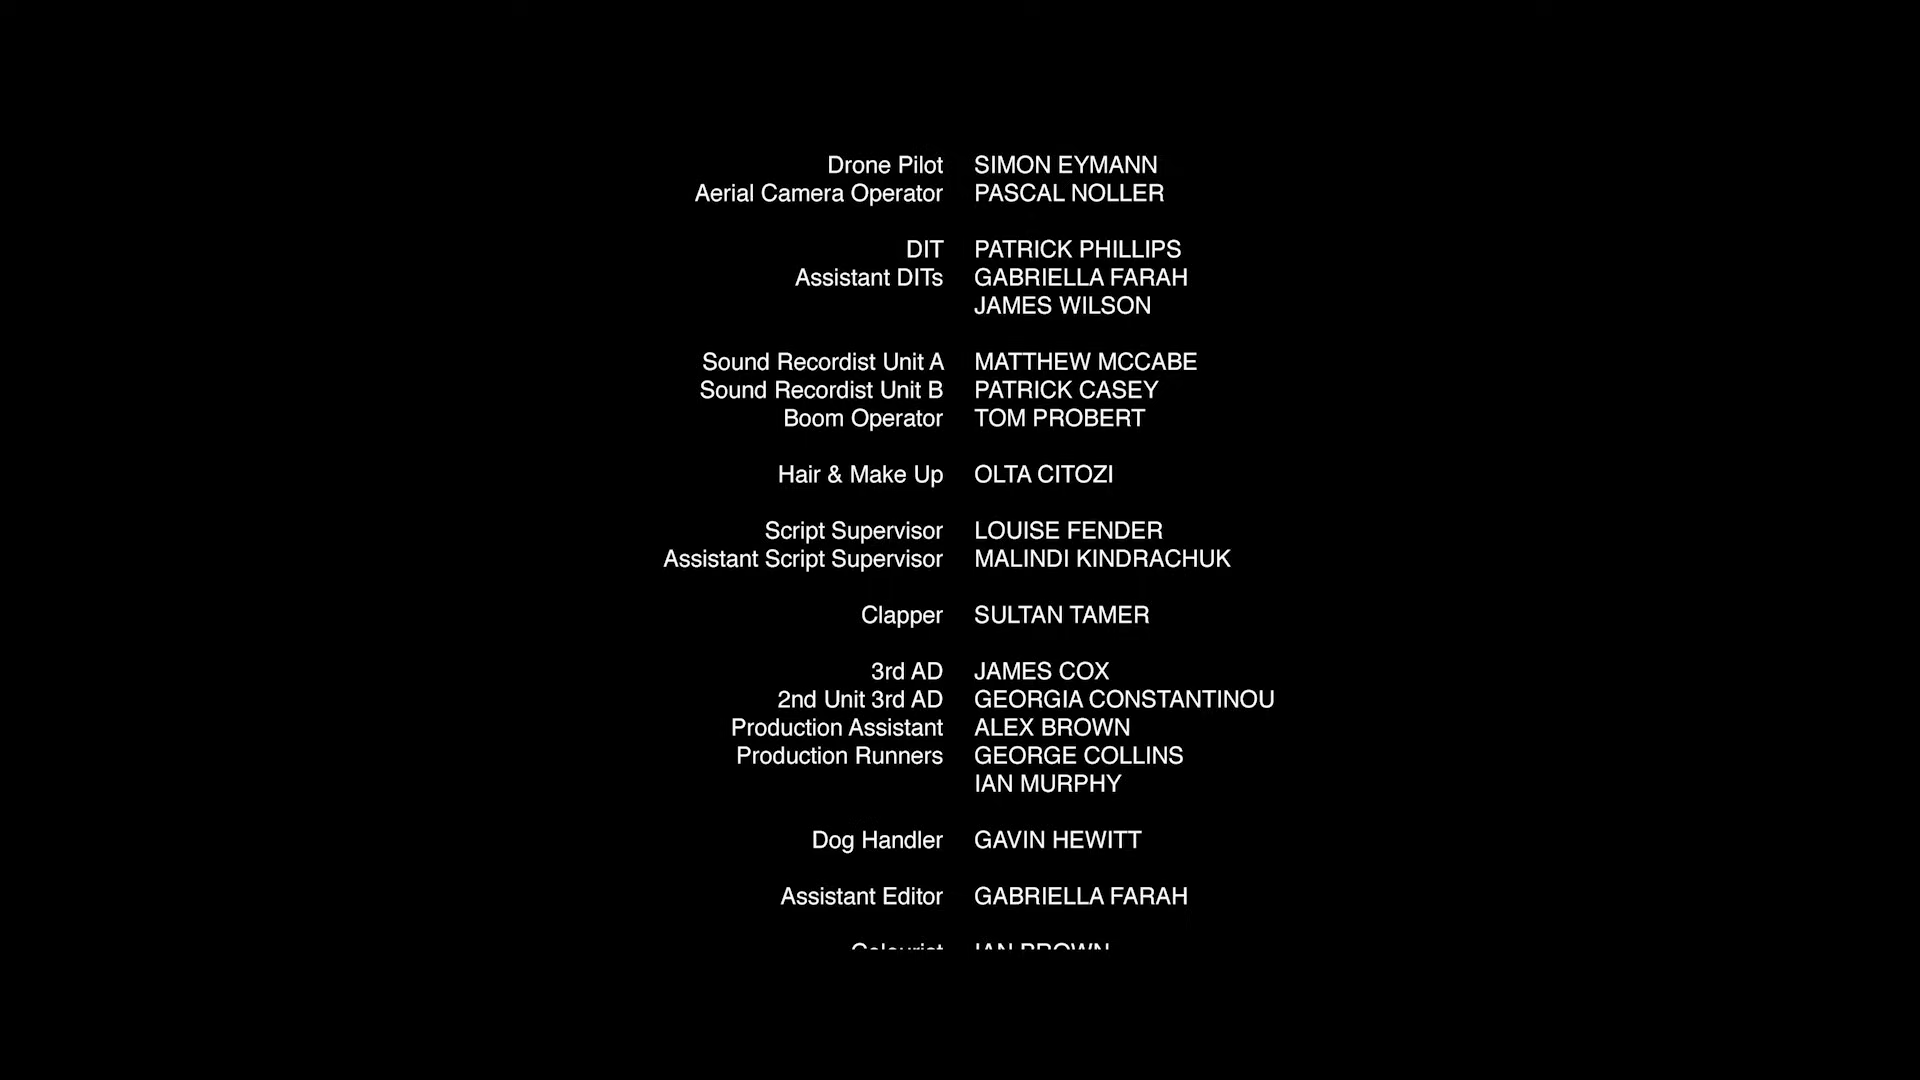 Drone Pilot SIMON EYMANN
Aerial Camera Operator PASCAL NOLLER
DIT PATRICK PHILLIPS
Assistant DITs GABRIELLA FARAH
JAMES WILSON
Sound Recordist Unit A MATTHEW MCCABE
Sound Recordist Unit B PATRICK CASEY
Boom Operator TOM PROBERT
Hair & Make Up OLTA CITOZI
Script Supervisor LOUISE FENDER
Assistant Script Supervisor MALINDI KINDRACHUK
Clapper SULTAN TAMER
3rd AD JAMES COX
2nd Unit 3rd AD GEORGIA CONSTANTINOU
Production Assistant ALEX BROWN
Production Runners GEORGE COLLINS
IAN MURPHY
Dog Handler GAVIN HEWITT
Assistant Editor GABRIELLA FARAH
Colourist IAN BROWN